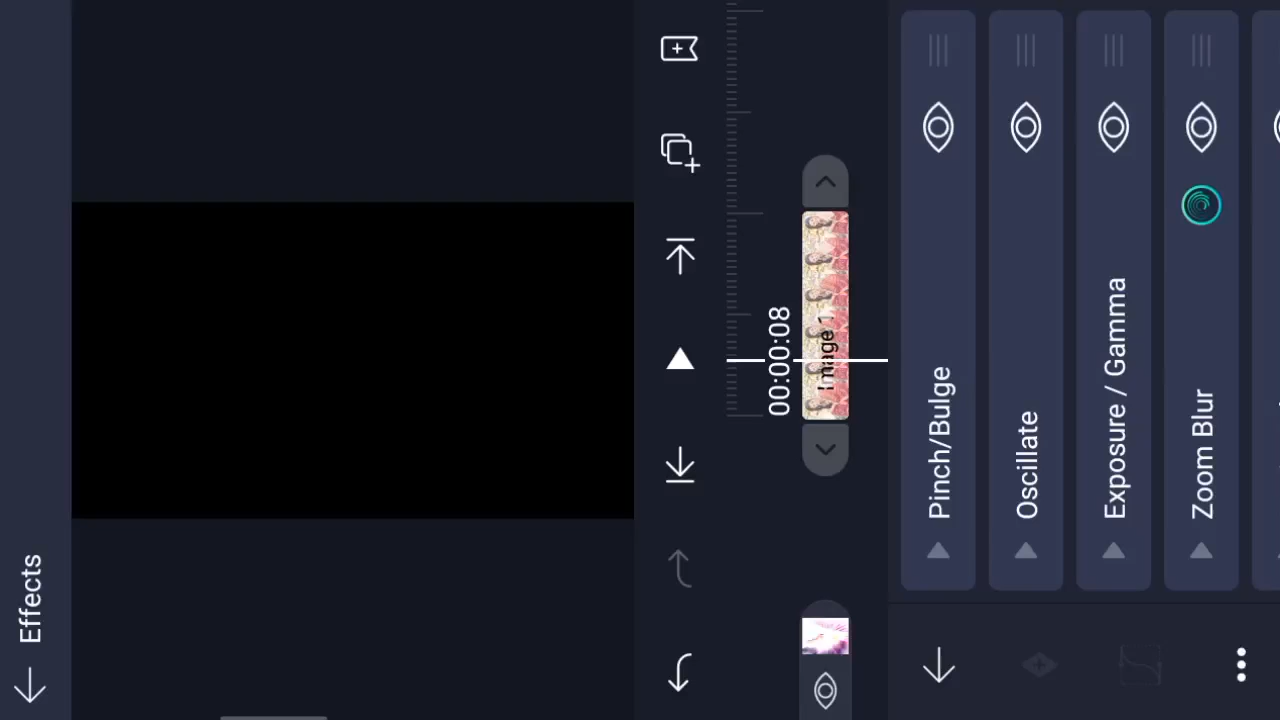 Effects
00:00:08
Image 1
Pinch/Bulge
Oscillate
Exposure / Gamma
Zoom Blur